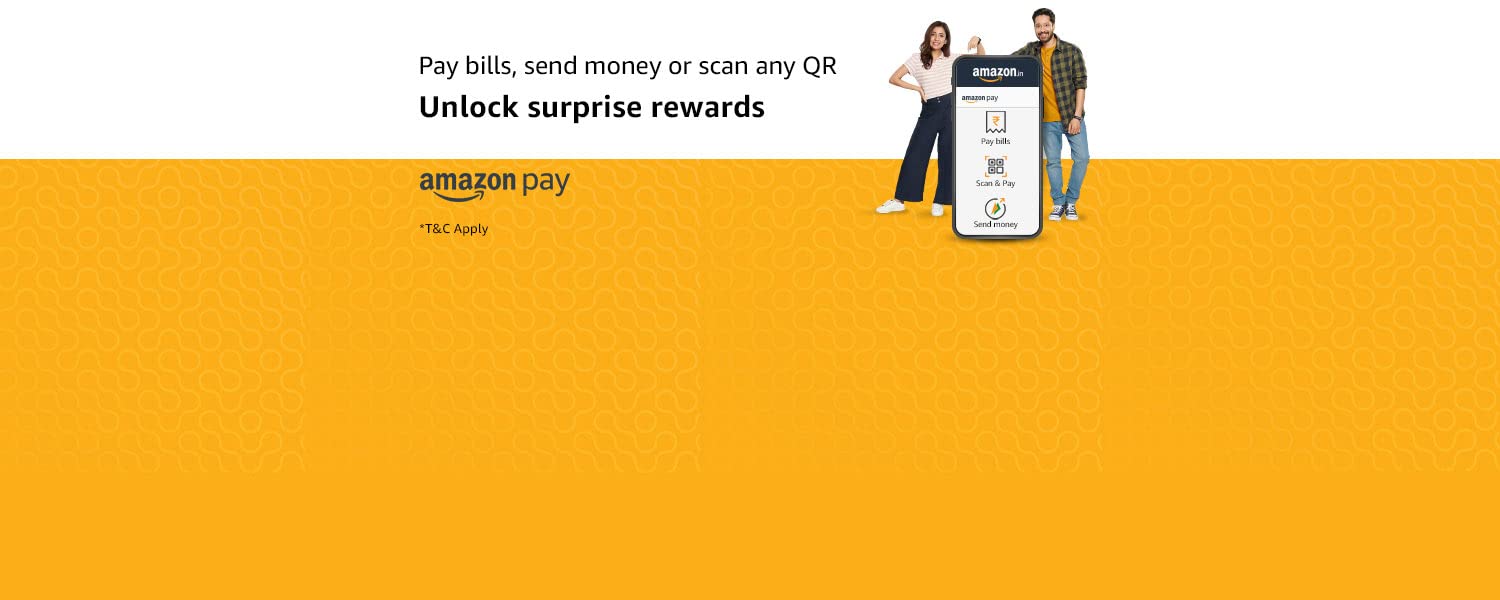 Pay bills, send money or scan any QR
Unlock surprise rewards
amazon pay
*T&C Apply
amazon.in
amazon pay
₹
Pay bills
Scan & Pay
Send money